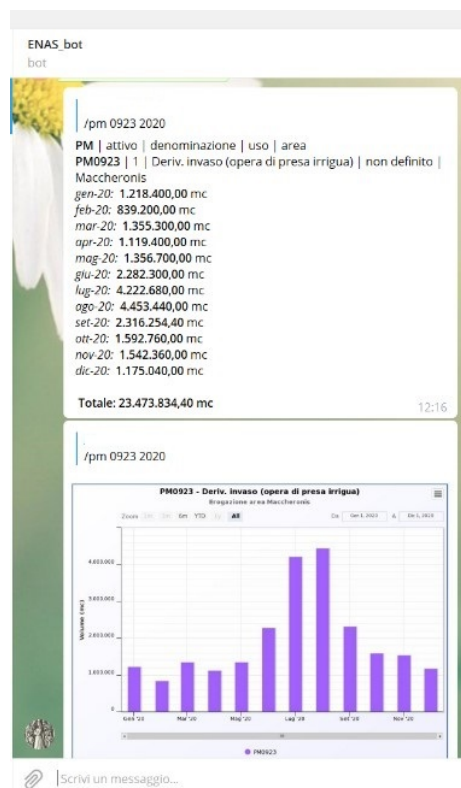 ENAS_bot
bot
/pm 0923 2020
PM | attivo | denominazione | uso | area
PM0923 | 1 | Deriv. invaso (opera di presa irrigua) | non definito |
Maccheronis
gen-20: 1.218.400,00 mc
feb-20: 839.200,00 mc
mar-20: 1.355.300,00 mc
apr-20: 1.119.400,00 mc
mag-20: 1.356.700,00 mc
giu-20: 2.282.300,00 mc
lug-20: 4.222.680,00 mc
ago-20: 4.453.440,00 mc
set-20: 2.316.254,40 mc
ott-20: 1.592.760,00 mc
nov-20: 1.542.360,00 mc
dic-20: 1.175.040,00 mc
Totale: 23.473.834,40 mc
12:16
/pm 0923 2020
PM0923 - Deriv. invaso (opera di presa irrigua)
Erogazione area Maccheronis
Zoom 6m YTD All Da Gen 1, 2020 A Dic 1, 2020
Volume (mc)
4.000.000
3.000.000
2.000.000
1.000.000
0
Gen '20 Mar '20 Mag '20 Lug '20 Set '20 Nov '20
PM0923
Scrivi un messaggio...